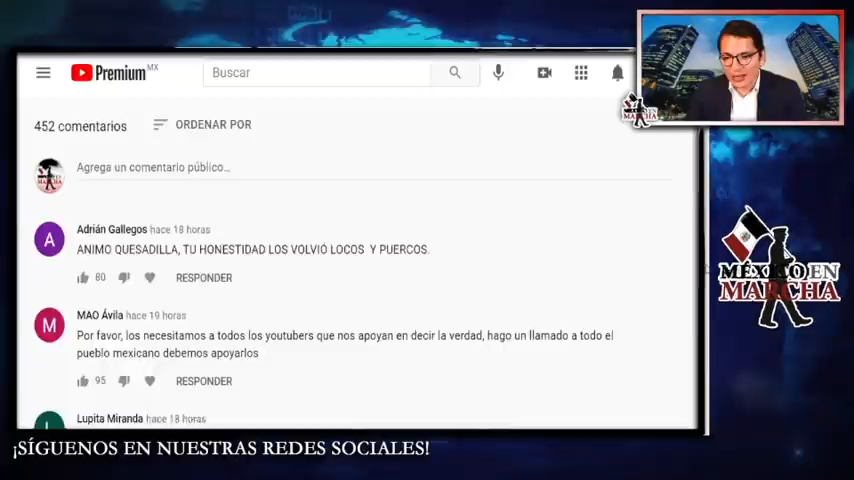 Premium MX
Buscar
452 comentarios
ORDENAR POR
Agrega un comentario público...
Adrián Gallegos hace 18 horas
ANIMO QUESADILLA, TU HONESTIDAD LOS VOLVIÓ LOCOS Y PUERCOS.
80
RESPONDER
MAO Ávila hace 19 horas
Por favor, los necesitamos a todos los youtubers que nos apoyan en decir la verdad, hago un llamado a todo el
pueblo mexicano debemos apoyarlos
95
RESPONDER
Lupita Miranda hace 18 horas
MÉXICO EN
MARCHA
¡SÍGUENOS EN NUESTRAS REDES SOCIALES!